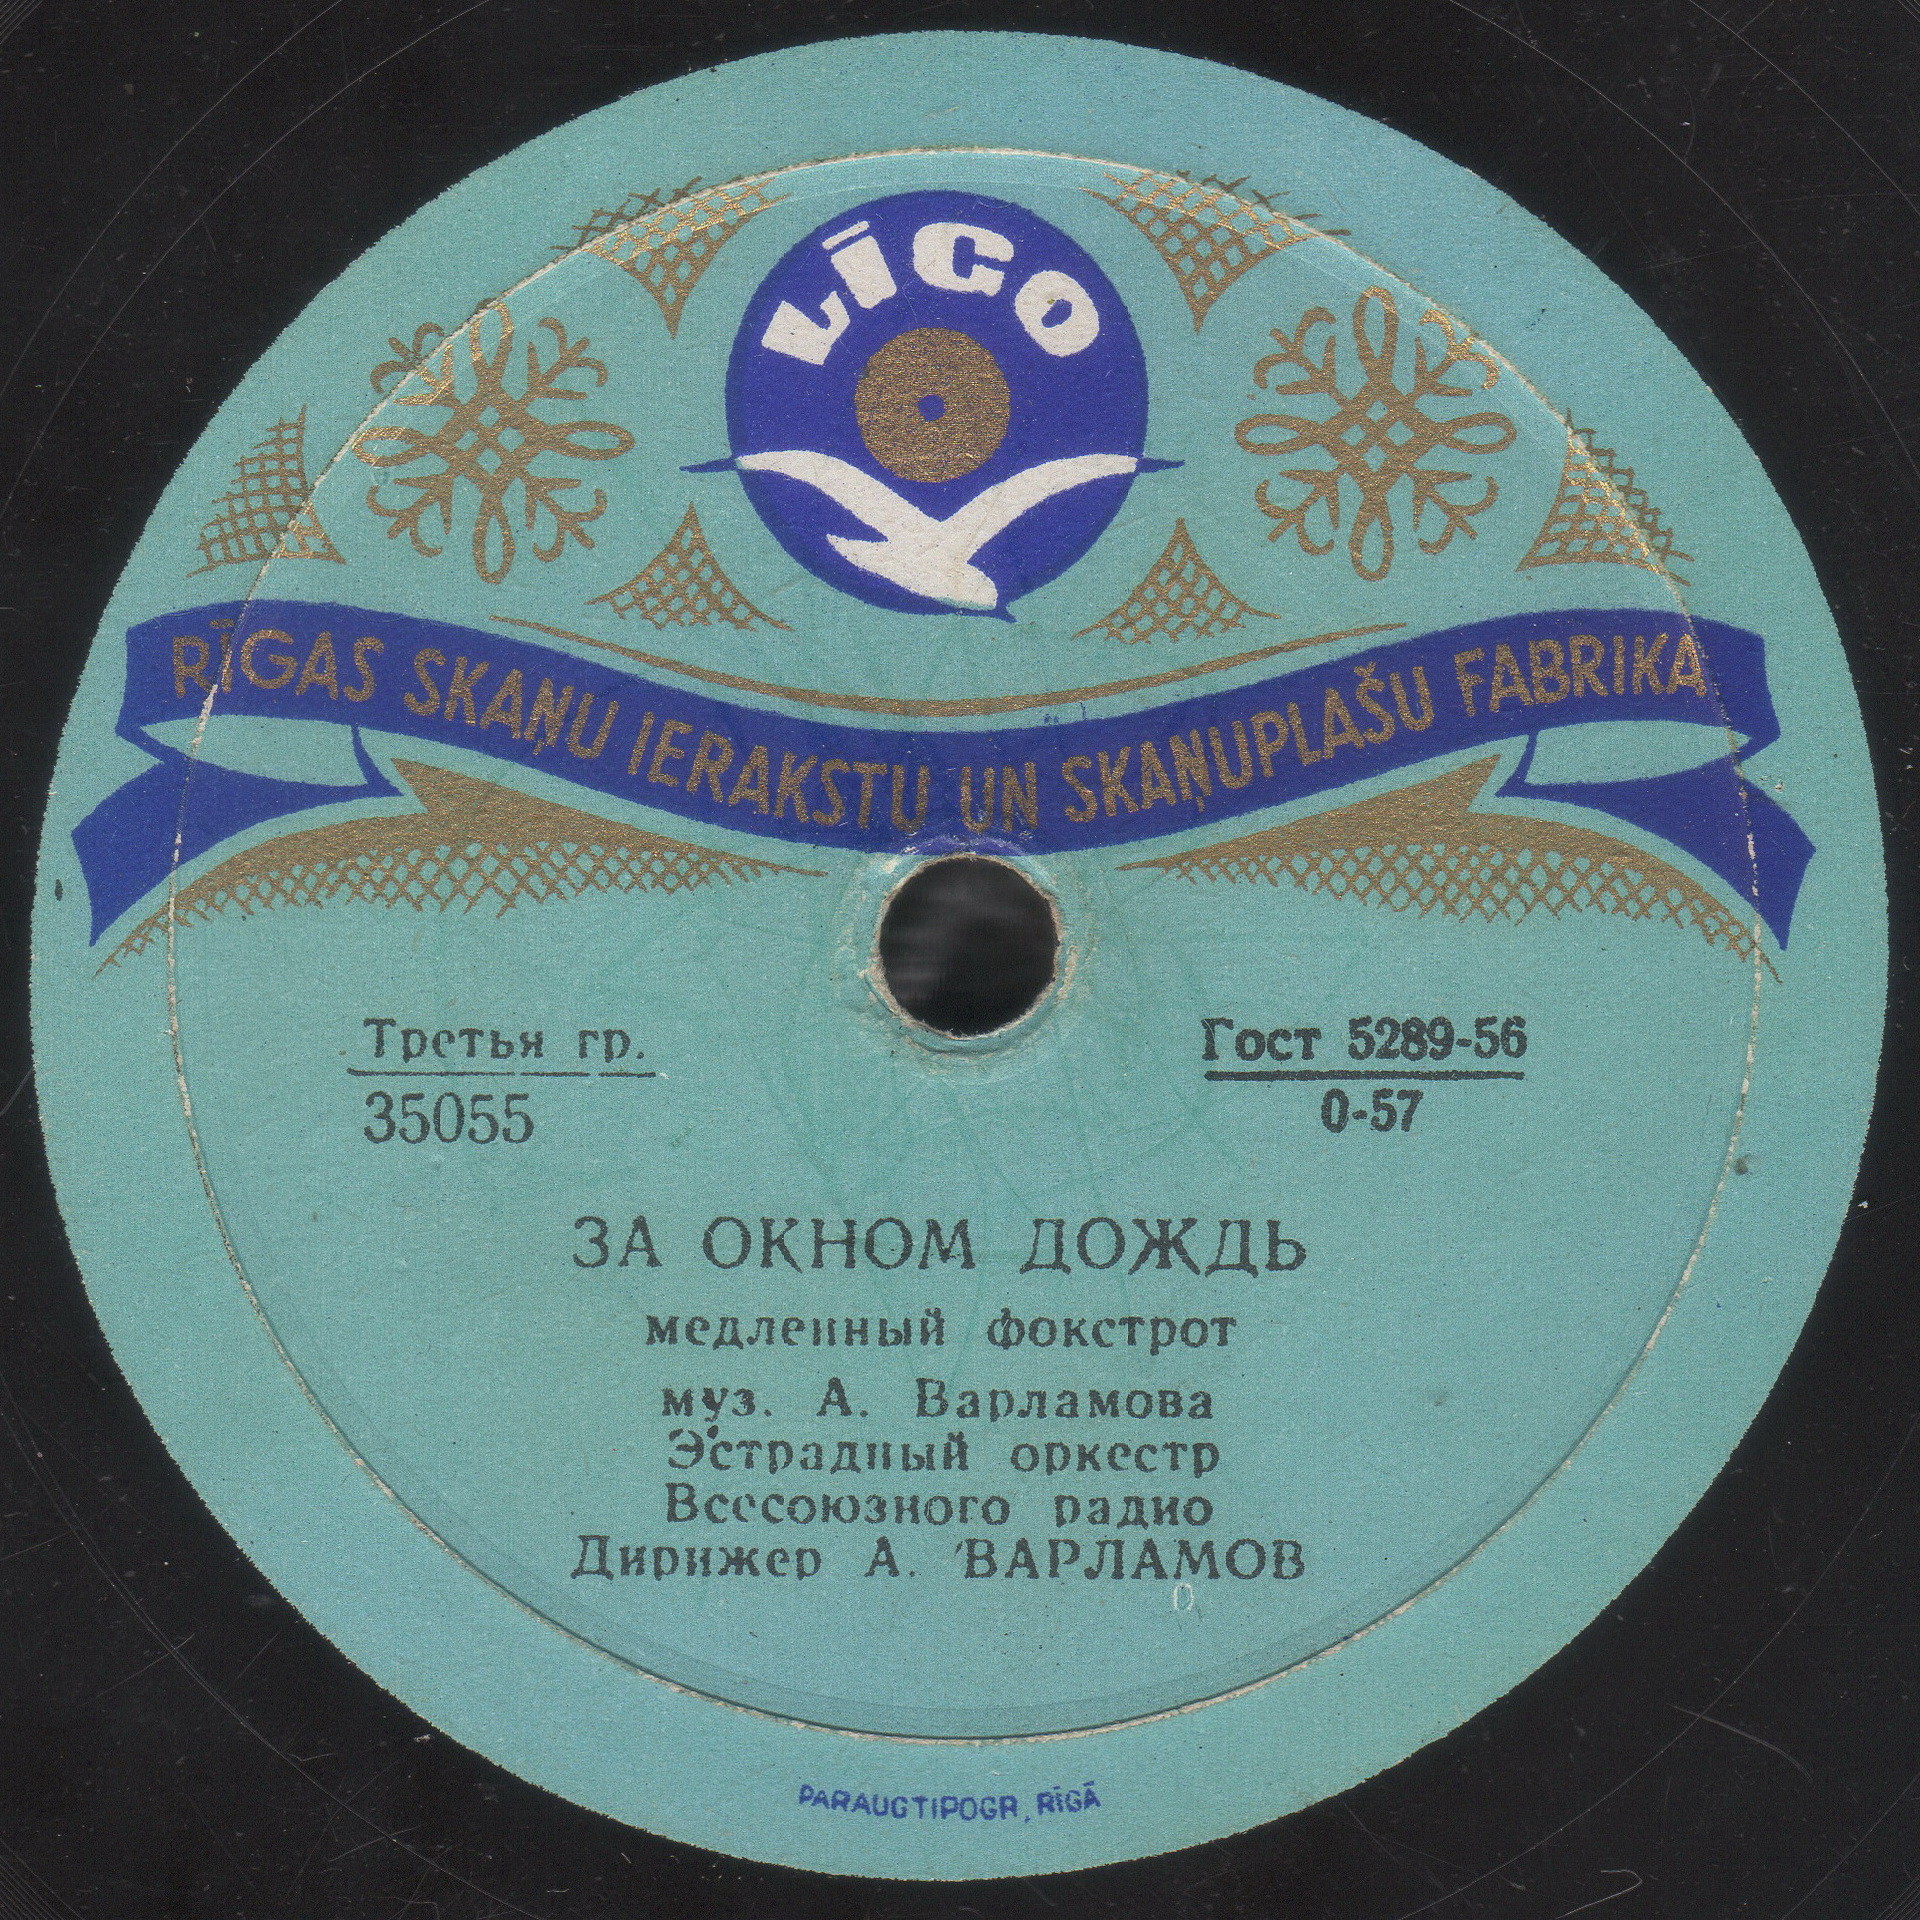 LĪGO
RĪGAS SKAŅU IERAKSTU UN SKAŅUPLAŠU FABRIKA
Третья гр.
35055
Гост 5289-56
0-57
ЗА ОКНОМ ДОЖДЬ
медленный фокстрот
муз. А. Варламова
Эстрадный оркестр
Всесоюзного радио
Дирижер А. ВАРЛАМОВ
PARAUGTIPOGR. RĪGĀ